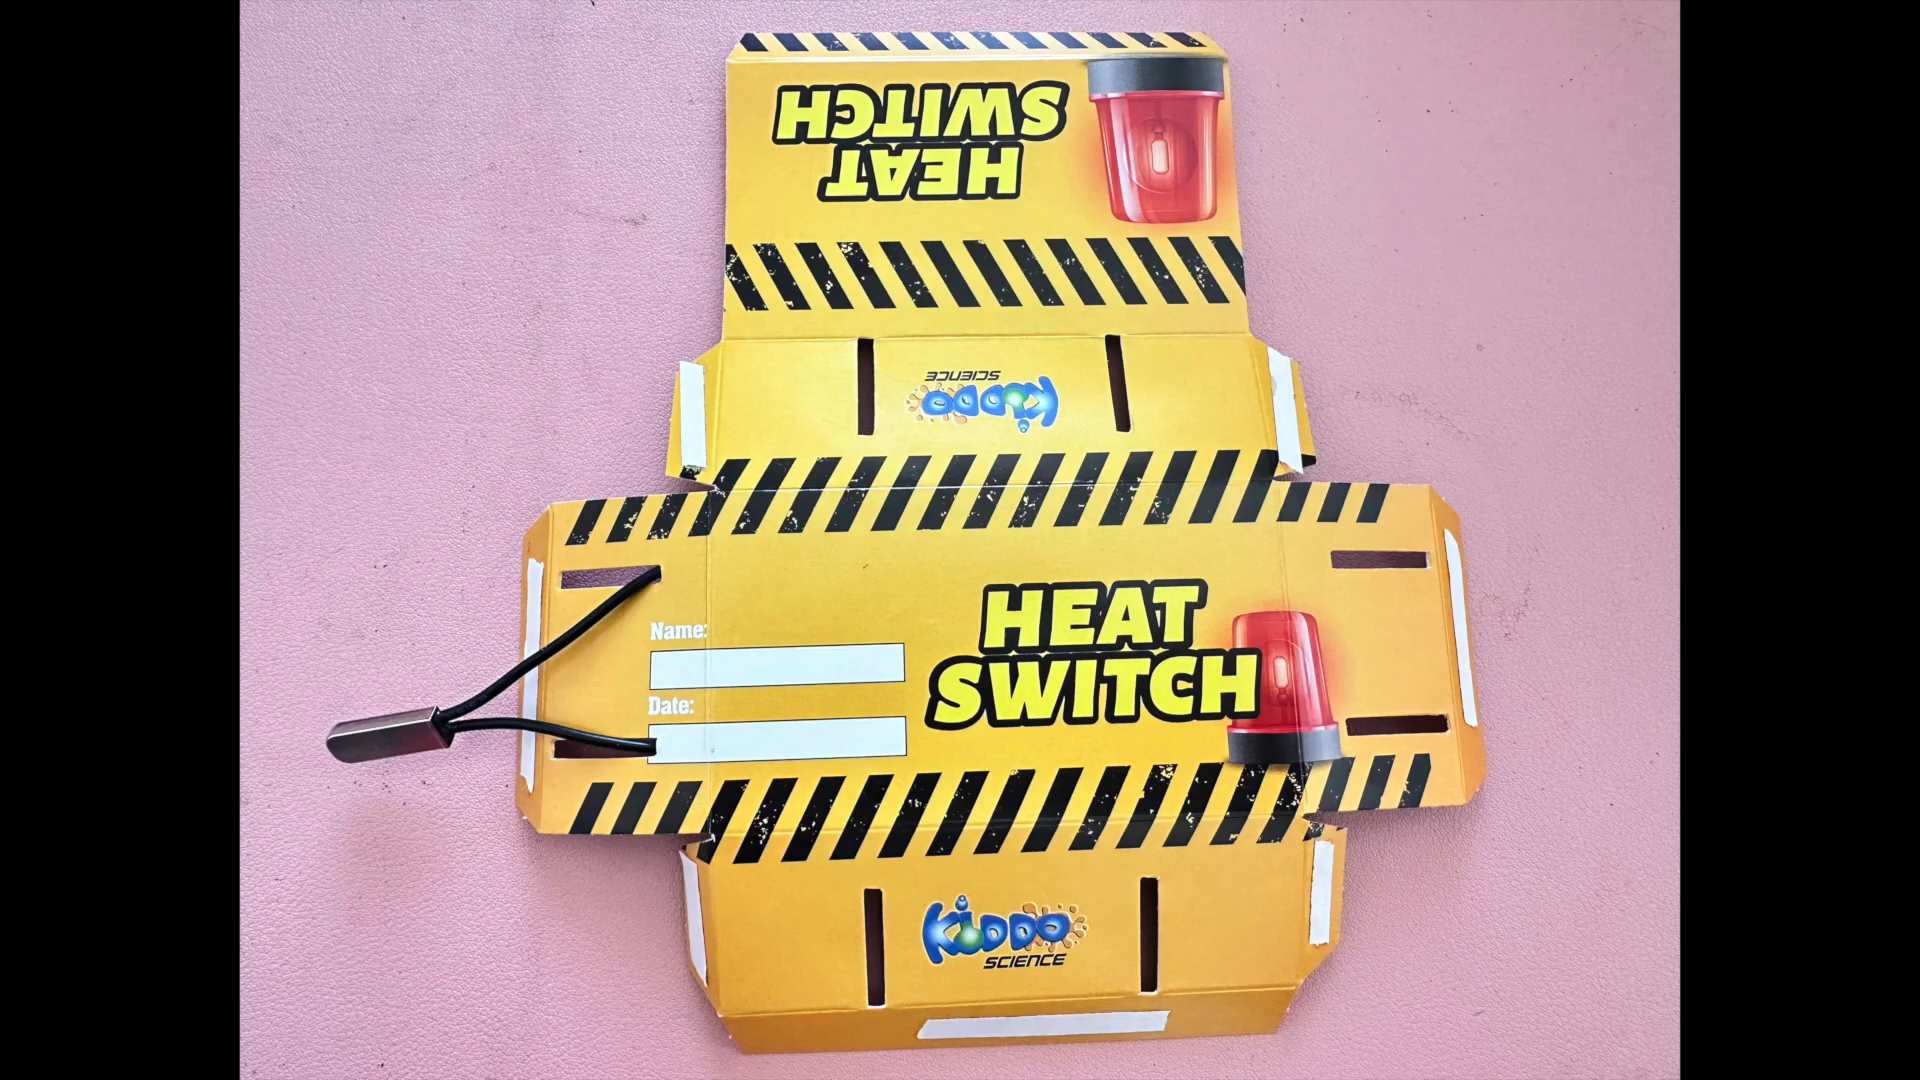 HEAT
SWITCH
KiDDO
SCIENCE
Name:
Date:
HEAT
SWITCH
KiDDO
SCIENCE